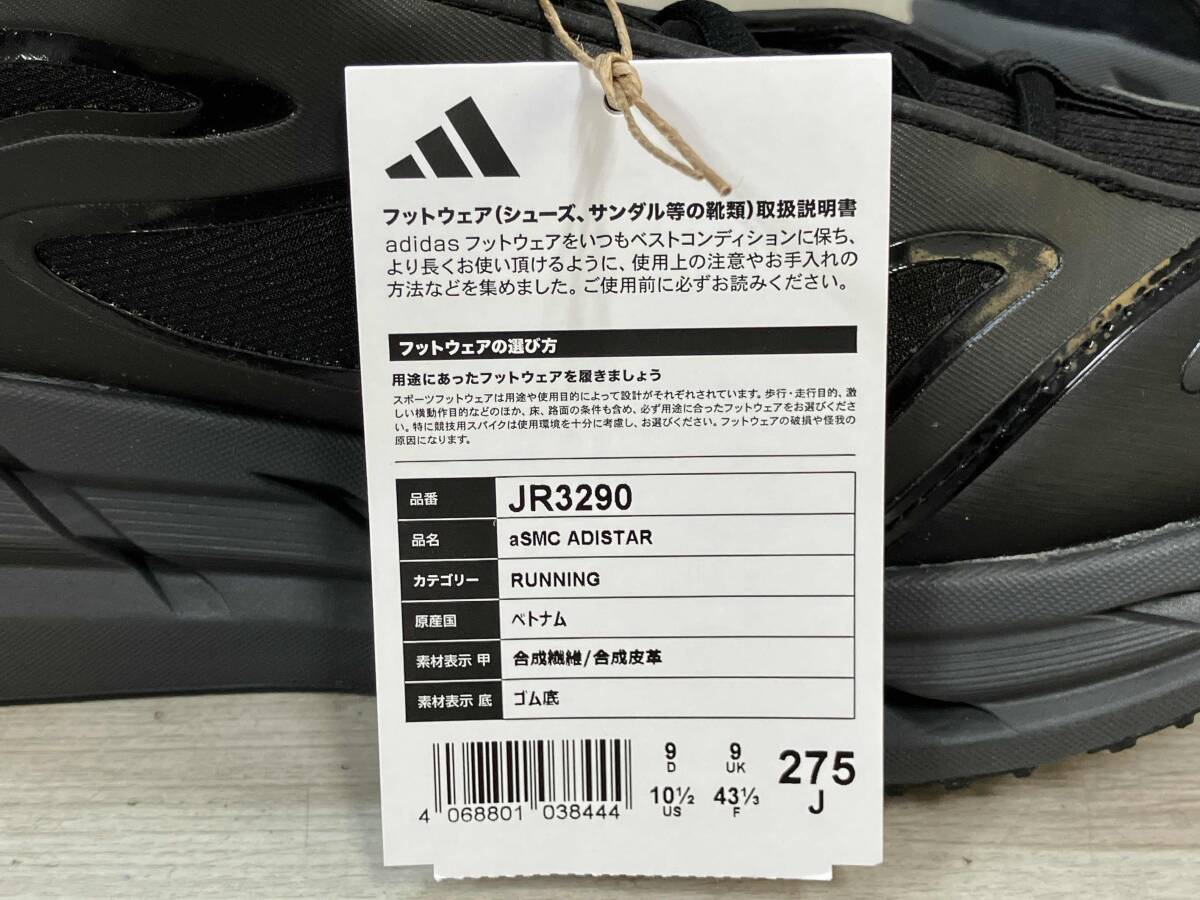 フットウェア(シューズ、サンダル等の靴類)取扱説明書
adidas フットウェアをいつもベストコンディションに保ち、
より長くお使い頂けるように、使用上の注意やお手入れの
方法などを集めました。ご使用前に必ずお読みください。
フットウェアの選び方
用途にあったフットウェアを履きましょう
スポーツフットウェアは用途や使用目的によって設計がそれぞれされています。歩行・走行目的、激
しい横動作目的などのほか、床、路面の条件も含め、必ず用途に合ったフットウェアをお選びくださ
い。特に競技用スパイクは使用環境を十分に考慮し、お選びください。フットウェアの破損や怪我の
原因になります。
品番 JR3290
品名 aSMC ADISTAR
カテゴリー RUNNING
原産国 ベトナム
素材表示 甲 合成繊維/合成皮革
素材表示 底 ゴム底
9 9 275
D UK
10½ 43⅓ J
US F
4 068801 038444